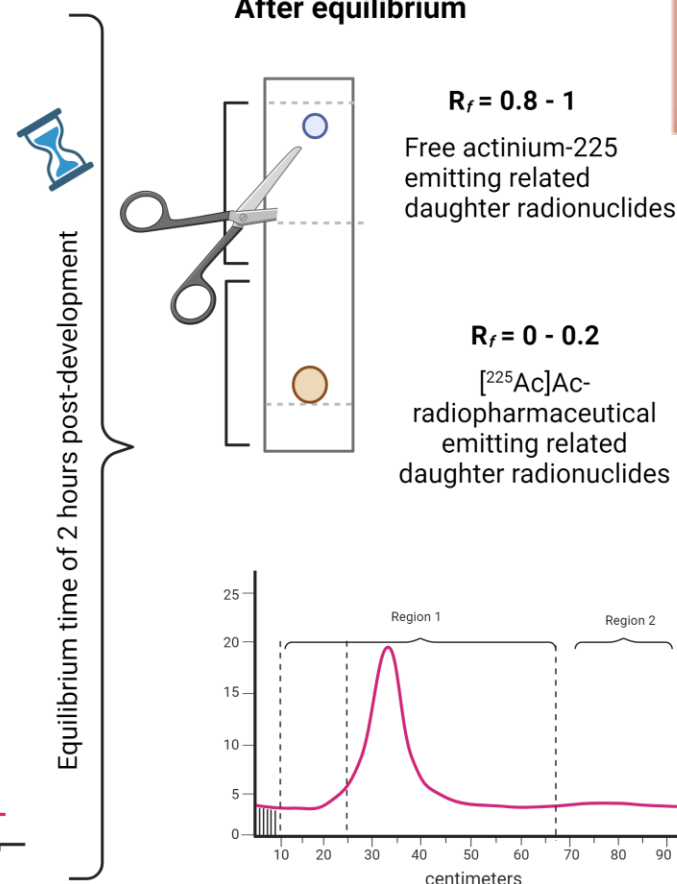 After equilibrium
Equilibrium time of 2 hours post-development
Rf = 0.8 - 1
Free actinium-225
emitting related
daughter radionuclides
Rf = 0 - 0.2
[²²⁵Ac]Ac-
radiopharmaceutical
emitting related
daughter radionuclides
Region 1
Region 2
25
20
15
10
5
0
10 20 30 40 50 60 70 80 90
centimeters